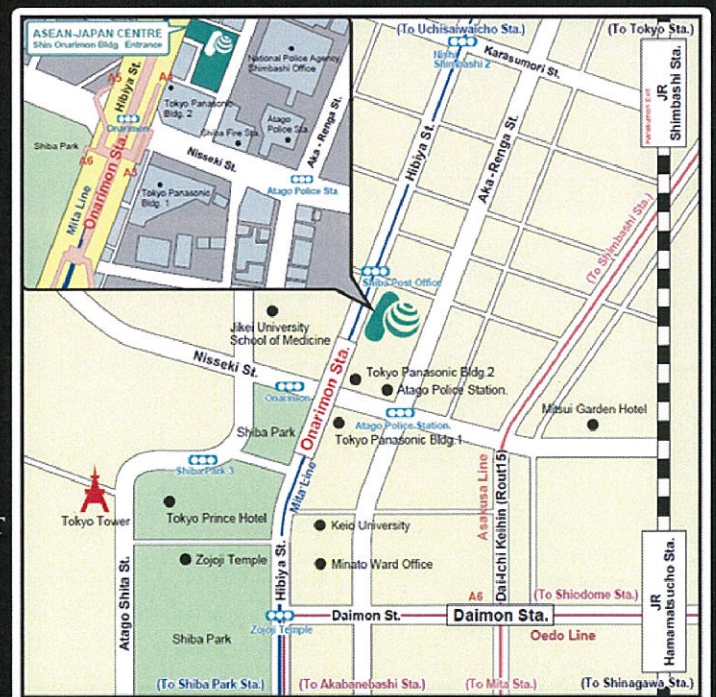 ASEAN-JAPAN CENTRE
Shin Onarimon Bldg. Entrance
National Police Agency
Shimbashi Office
A5
A4
Hibiya St.
Tokyo Panasonic
Bldg. 2
Onarimon
Shiba Fire Sta.
Atago
Police Sta.
Aka - Renga St.
Shiba Park
A6
A3
Nisseki St.
Atago Police Sta
Mita Line
Onarimon Sta.
Tokyo Panasonic
Bldg. 1
(To Uchisaiwaicho Sta.)
(To Tokyo Sta.)
Nishi
Shimbashi 2
Karasumori St.
Karasumori Exit
JR
Shimbashi Sta.
Hibiya St.
Aka - Renga St.
(To Shimbashi Sta.)
Shiba Post Office
Jikei University
School of Medicine
Nisseki St.
Onarimon Sta.
Tokyo Panasonic Bldg.2
Atago Police Station.
Onarimon
Mitsui Garden Hotel
Atago Police Station.
Shiba Park
Tokyo Panasonic Bldg.1
Shiba Park 3
Mita Line
Asakusa Line
Dai-Ichi Keihin (Rout15)
Tokyo Tower
Tokyo Prince Hotel
Keio University
Zojoji Temple
Hibiya St.
Minato Ward Office
Atago Shita St.
A6
(To Shiodome Sta.)
JR
Hamamatsucho Sta.
Daimon St.
Daimon Sta.
Zojoji Temple
Oedo Line
Shiba Park
(To Shiba Park Sta.)
(To Akabanebashi Sta.)
(To Mita Sta.)
(To Shinagawa Sta.)